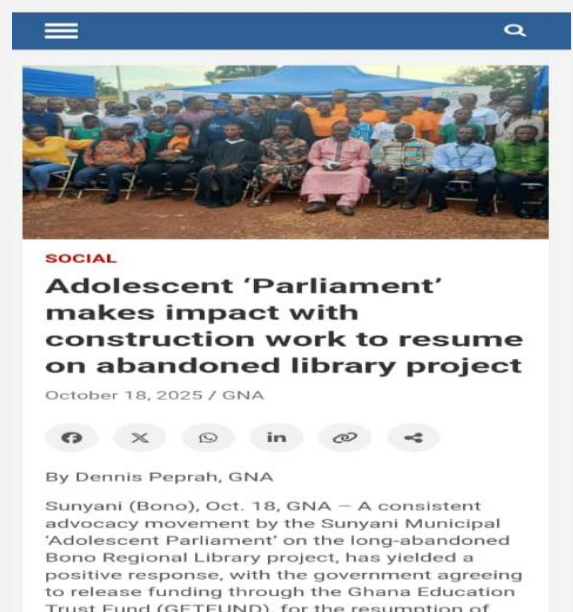 SOCIAL
Adolescent ‘Parliament’
makes impact with
construction work to resume
on abandoned library project
October 18, 2025 / GNA
By Dennis Peprah, GNA
Sunyani (Bono), Oct. 18, GNA – A consistent
advocacy movement by the Sunyani Municipal
‘Adolescent Parliament’ on the long-abandoned
Bono Regional Library project, has yielded a
positive response, with the government agreeing
to release funding through the Ghana Education
Trust Fund (GETFUND), for the resumption of